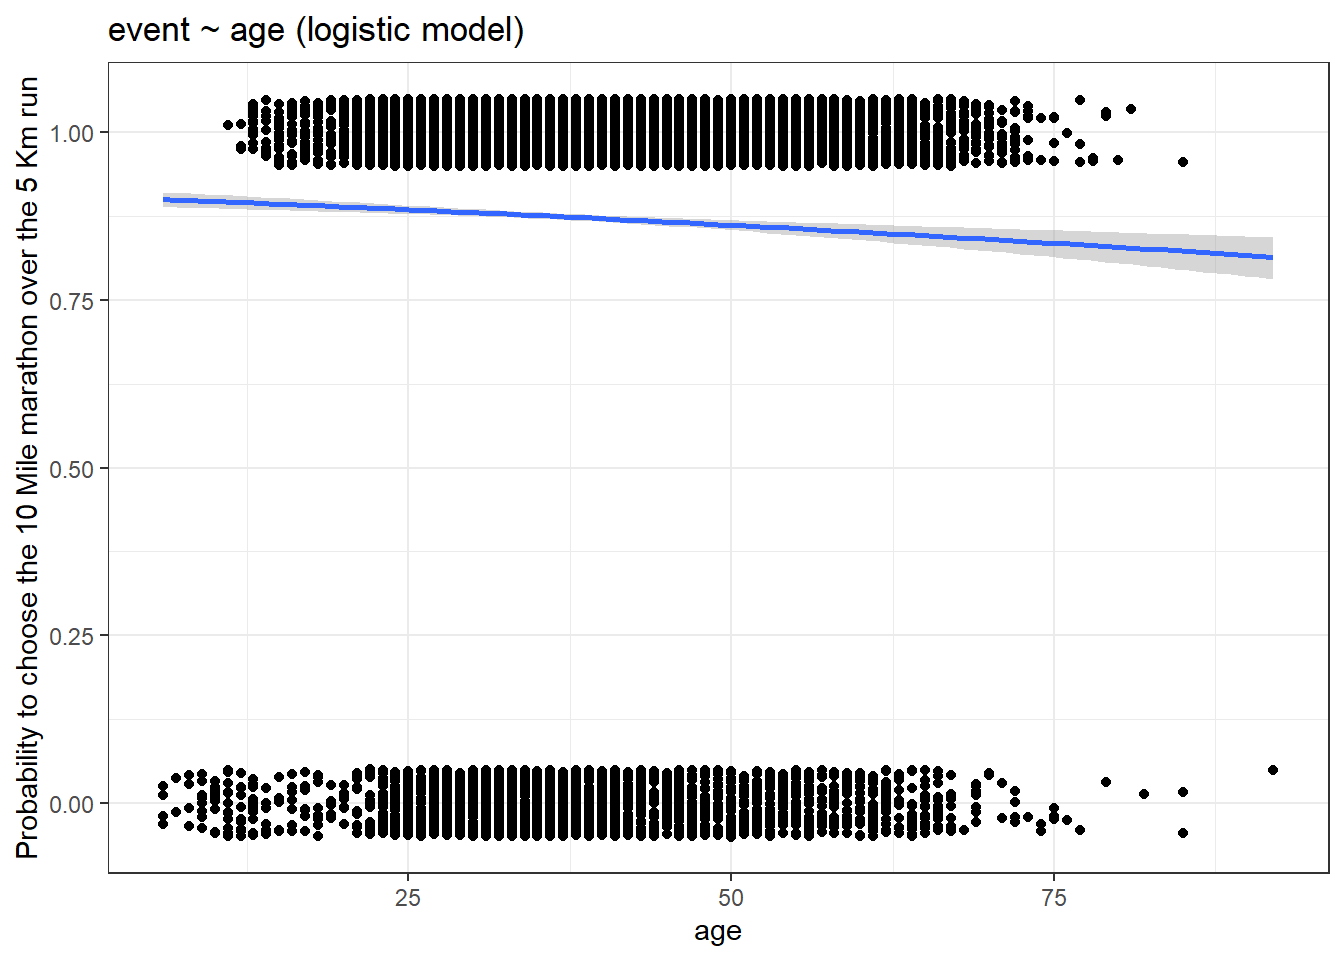 event ~ age (logistic model)
Probability to choose the 10 Mile marathon over the 5 Km run
1.00
0.75
0.50
0.25
0.00
25
50
75
age